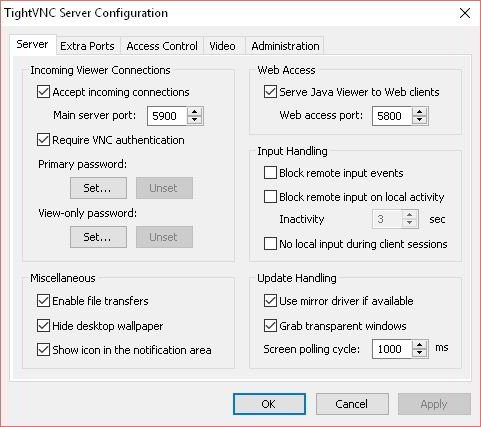 TightVNC Server Configuration
Server Extra Ports Access Control Video Administration
Incoming Viewer Connections
Accept incoming connections
Main server port: 5900
Require VNC authentication
Primary password:
Set... Unset
View-only password:
Set... Unset
Web Access
Serve Java Viewer to Web clients
Web access port: 5800
Input Handling
Block remote input events
Block remote input on local activity
Inactivity 3 sec
No local input during client sessions
Miscellaneous
Enable file transfers
Hide desktop wallpaper
Show icon in the notification area
Update Handling
Use mirror driver if available
Grab transparent windows
Screen polling cycle: 1000 ms
OK Cancel Apply